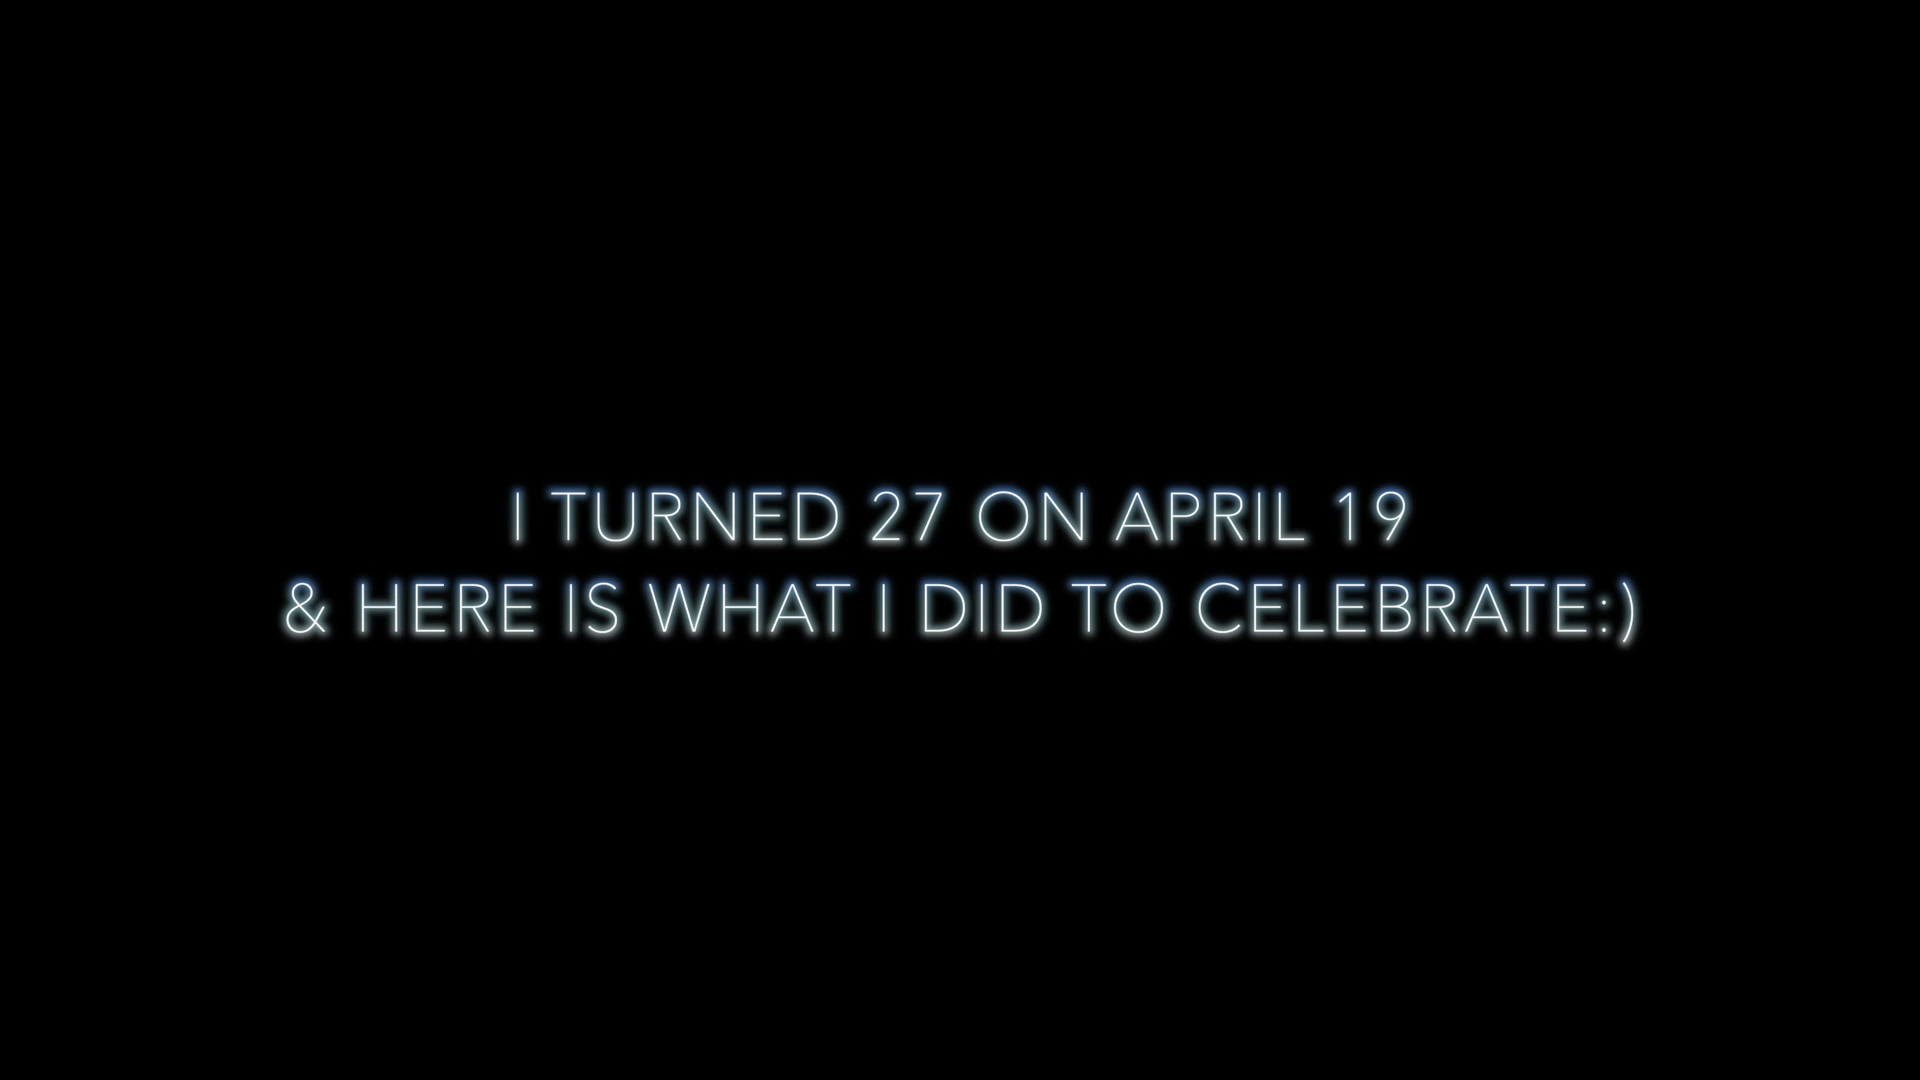 I TURNED 27 ON APRIL 19
& HERE IS WHAT I DID TO CELEBRATE:)